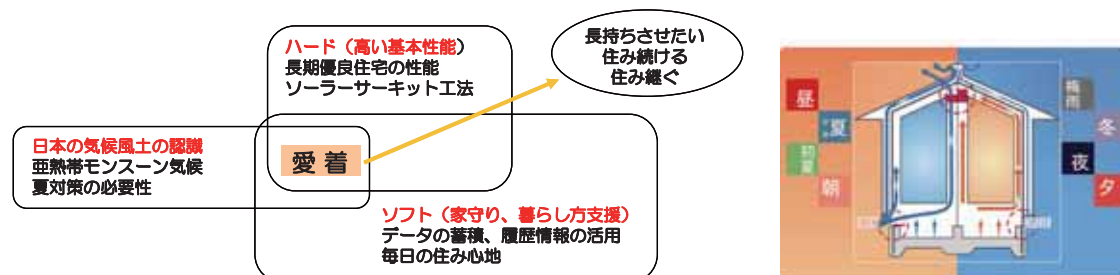 ハード（高い基本性能）
長期優良住宅の性能
ソーラーサーキット工法
長持ちさせたい
住み続ける
住み継ぐ
日本の気候風土の認識
亜熱帯モンスーン気候
夏対策の必要性
愛着
ソフト（家守り、暮らし方支援）
データの蓄積、履歴情報の活用
毎日の住み心地
昼
夏
初夏
朝
梅雨
冬
夜
夕